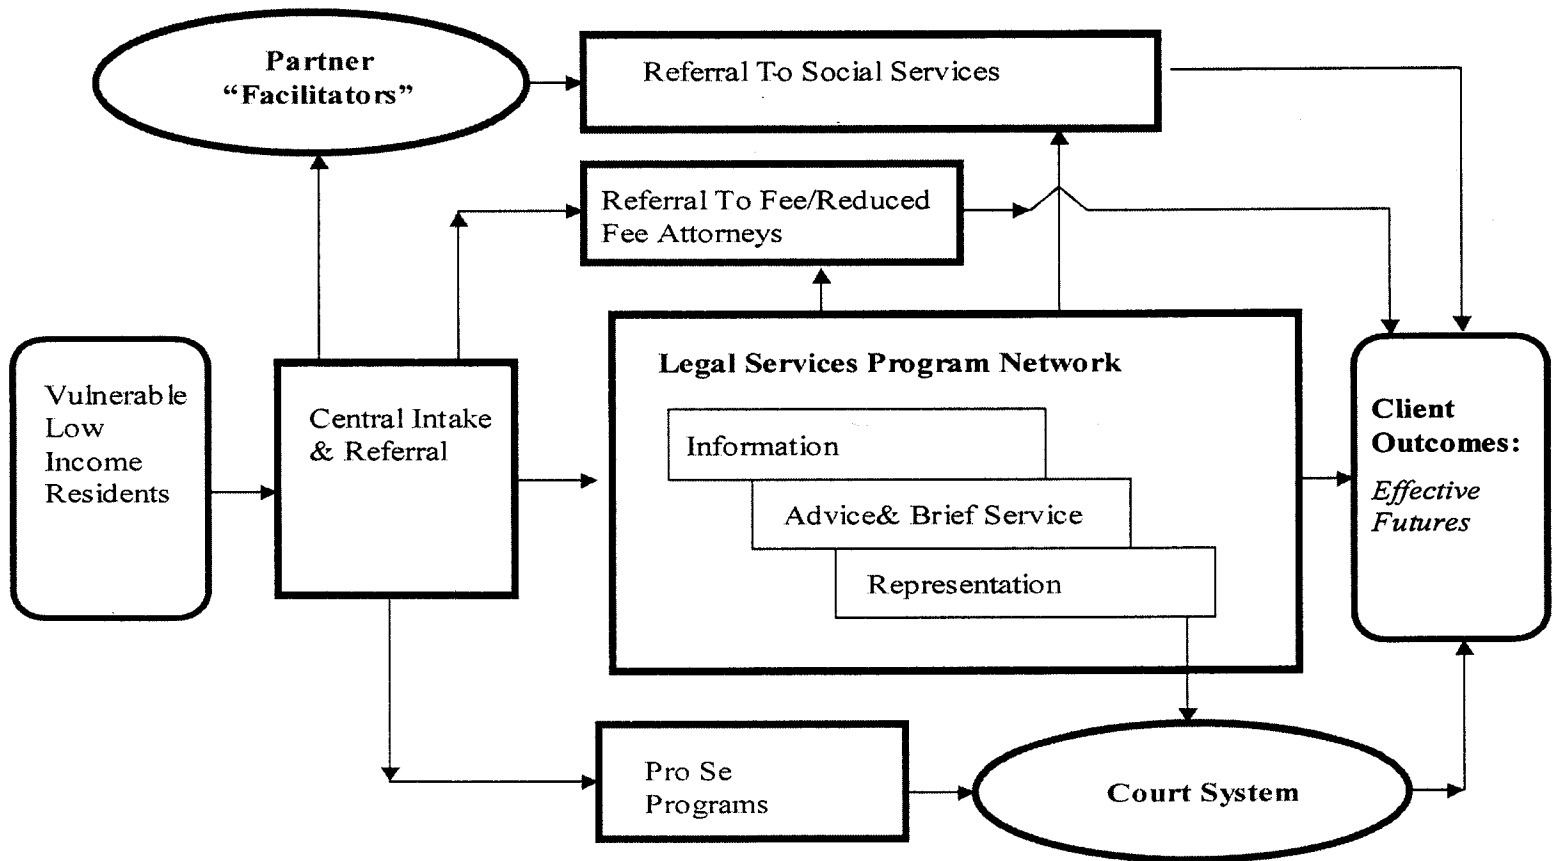 Partner
“Facilitators”
Referral To Social Services
Referral To Fee/Reduced
Fee Attorneys
Vulnerable
Low
Income
Residents
Central Intake
& Referral
Legal Services Program Network
Information
Advice& Brief Service
Representation
Client
Outcomes:
Effective
Futures
Pro Se
Programs
Court System